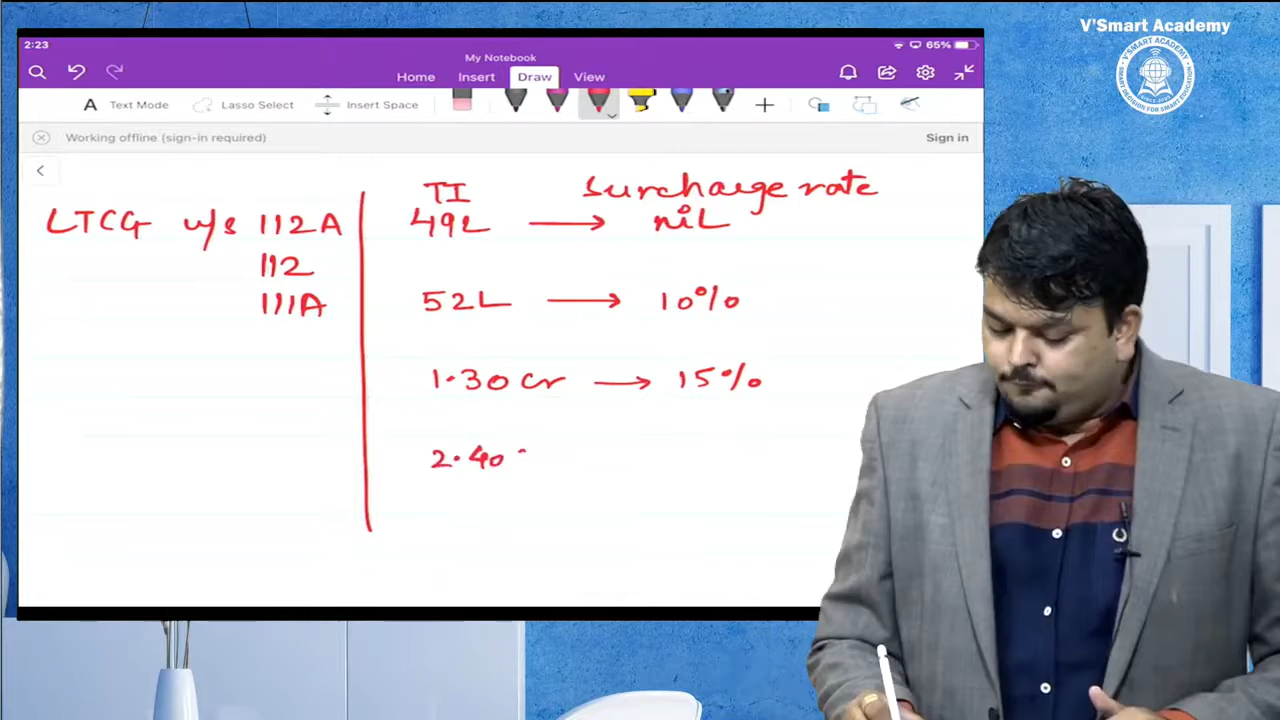 V'Smart Academy
2:23
65%
My Notebook
Home Insert Draw View
A Text Mode Lasso Select Insert Space
Working offline (sign-in required) Sign in
TI surcharge rate
LTCG u/s 112A 49L → niL
112
111A 52L → 10%
1.30 cr → 15%
2.40